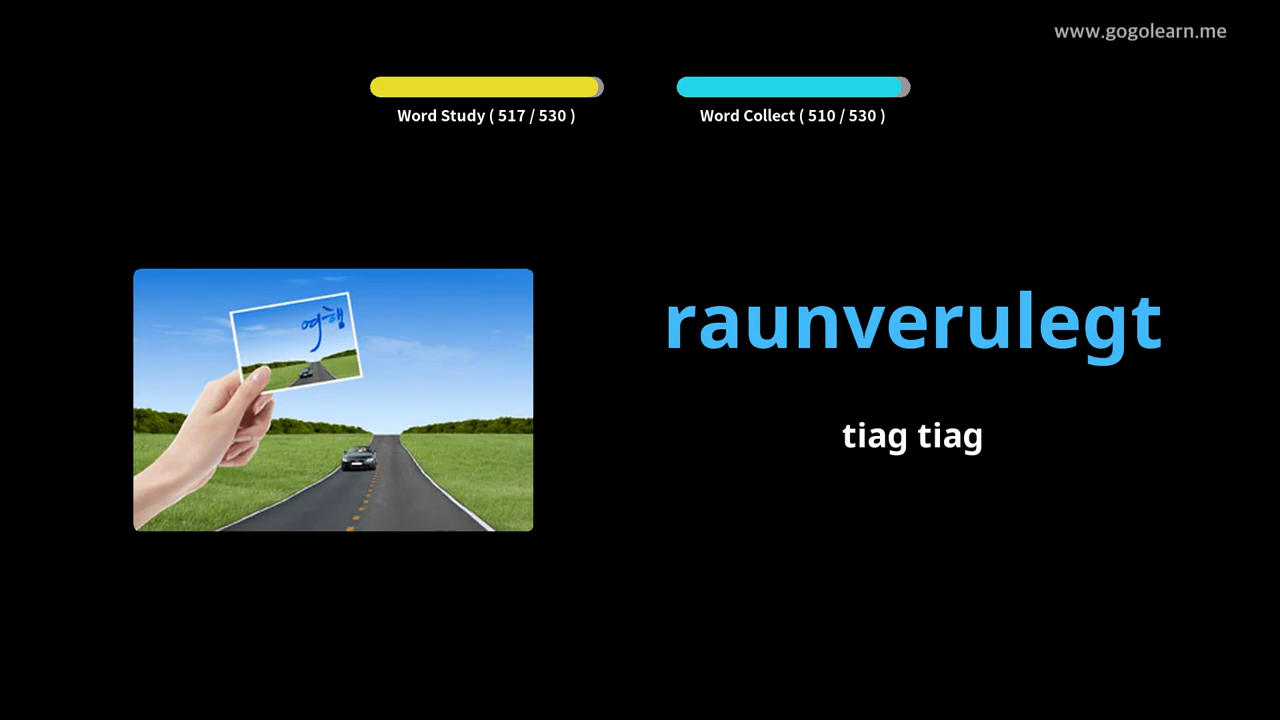 www.gogolearn.me
Word Study ( 517 / 530 )
Word Collect ( 510 / 530 )
여행
raunverulegt
tiag tiag